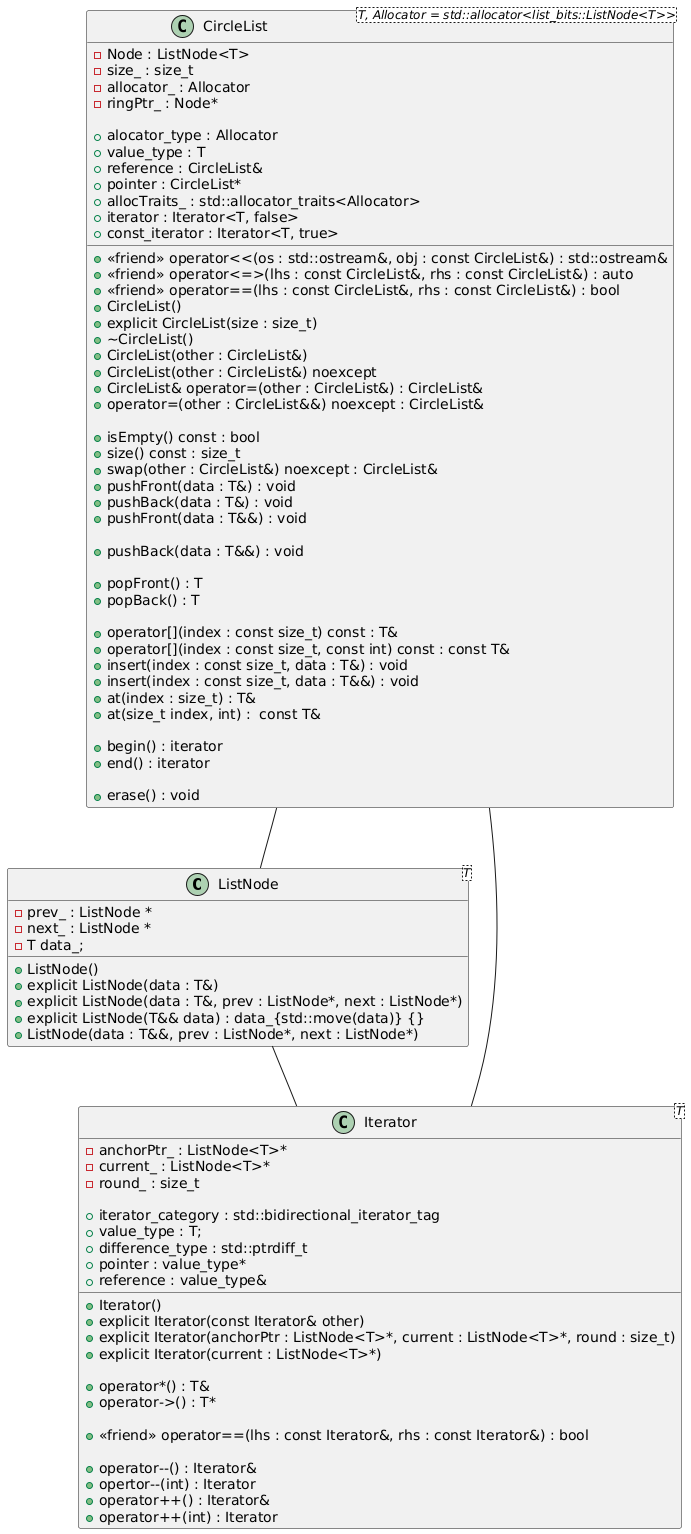 C CircleList
T, Allocator = std::allocator<list_bits::ListNode<T>>
Node : ListNode<T>
size_ : size_t
allocator_ : Allocator
ringPtr_ : Node*
alocator_type : Allocator
value_type : T
reference : CircleList&
pointer : CircleList*
allocTraits_ : std::allocator_traits<Allocator>
iterator : Iterator<T, false>
const_iterator : Iterator<T, true>
«friend» operator<<(os : std::ostream&, obj : const CircleList&) : std::ostream&
«friend» operator<=>(lhs : const CircleList&, rhs : const CircleList&) : auto
«friend» operator==(lhs : const CircleList&, rhs : const CircleList&) : bool
CircleList()
explicit CircleList(size : size_t)
~CircleList()
CircleList(other : CircleList&)
CircleList(other : CircleList&) noexcept
CircleList& operator=(other : CircleList&) : CircleList&
operator=(other : CircleList&&) noexcept : CircleList&
isEmpty() const : bool
size() const : size_t
swap(other : CircleList&) noexcept : CircleList&
pushFront(data : T&) : void
pushBack(data : T&) : void
pushFront(data : T&&) : void
pushBack(data : T&&) : void
popFront() : T
popBack() : T
operator[](index : const size_t) const : T&
operator[](index : const size_t, const int) const : const T&
insert(index : const size_t, data : T&) : void
insert(index : const size_t, data : T&&) : void
at(index : size_t) : T&
at(size_t index, int) :  const T&
begin() : iterator
end() : iterator
erase() : void
C ListNode
T
prev_ : ListNode *
next_ : ListNode *
T data_;
ListNode()
explicit ListNode(data : T&)
explicit ListNode(data : T&, prev : ListNode*, next : ListNode*)
explicit ListNode(T&& data) : data_{std::move(data)} {}
ListNode(data : T&&, prev : ListNode*, next : ListNode*)
C Iterator
T
anchorPtr_ : ListNode<T>*
current_ : ListNode<T>*
round_ : size_t
iterator_category : std::bidirectional_iterator_tag
value_type : T;
difference_type : std::ptrdiff_t
pointer : value_type*
reference : value_type&
Iterator()
explicit Iterator(const Iterator& other)
explicit Iterator(anchorPtr : ListNode<T>*, current : ListNode<T>*, round : size_t)
explicit Iterator(current : ListNode<T>*)
operator*() : T&
operator->() : T*
«friend» operator==(lhs : const Iterator&, rhs : const Iterator&) : bool
operator--() : Iterator&
opertor--(int) : Iterator
operator++() : Iterator&
operator++(int) : Iterator